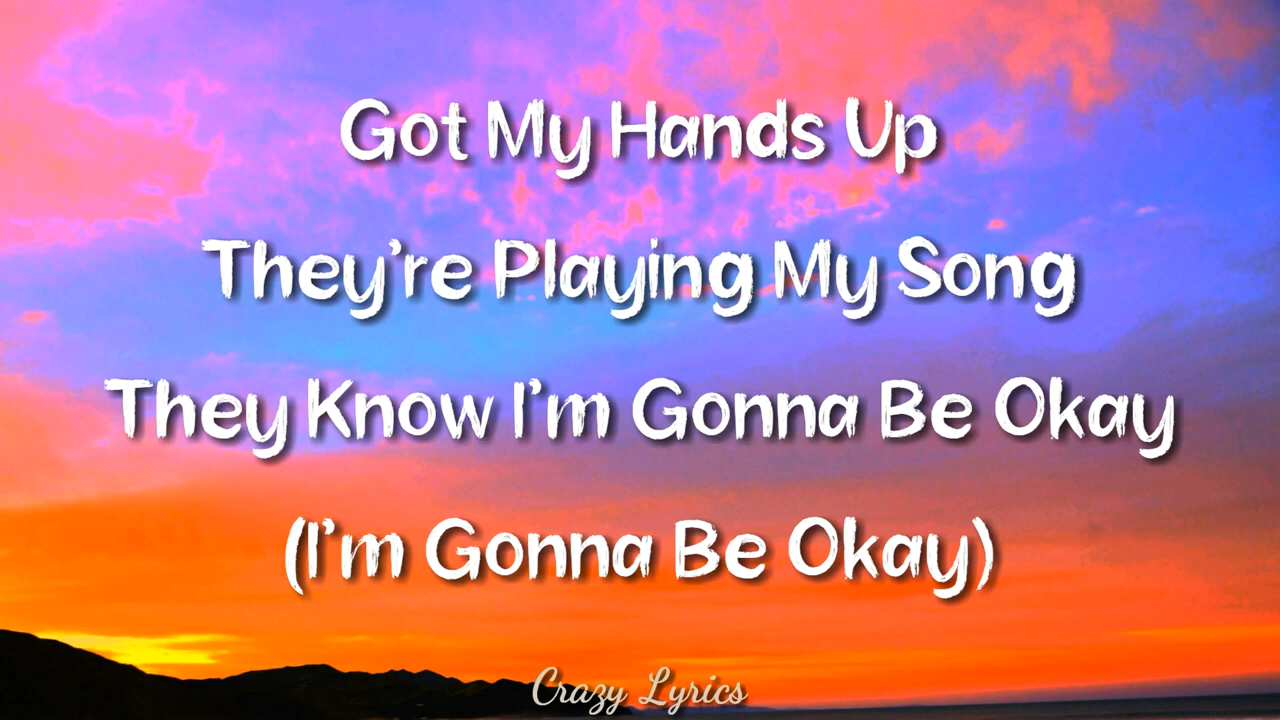 Got My Hands Up
They're Playing My Song
They Know I'm Gonna Be Okay
(I'm Gonna Be Okay)
Crazy Lyrics